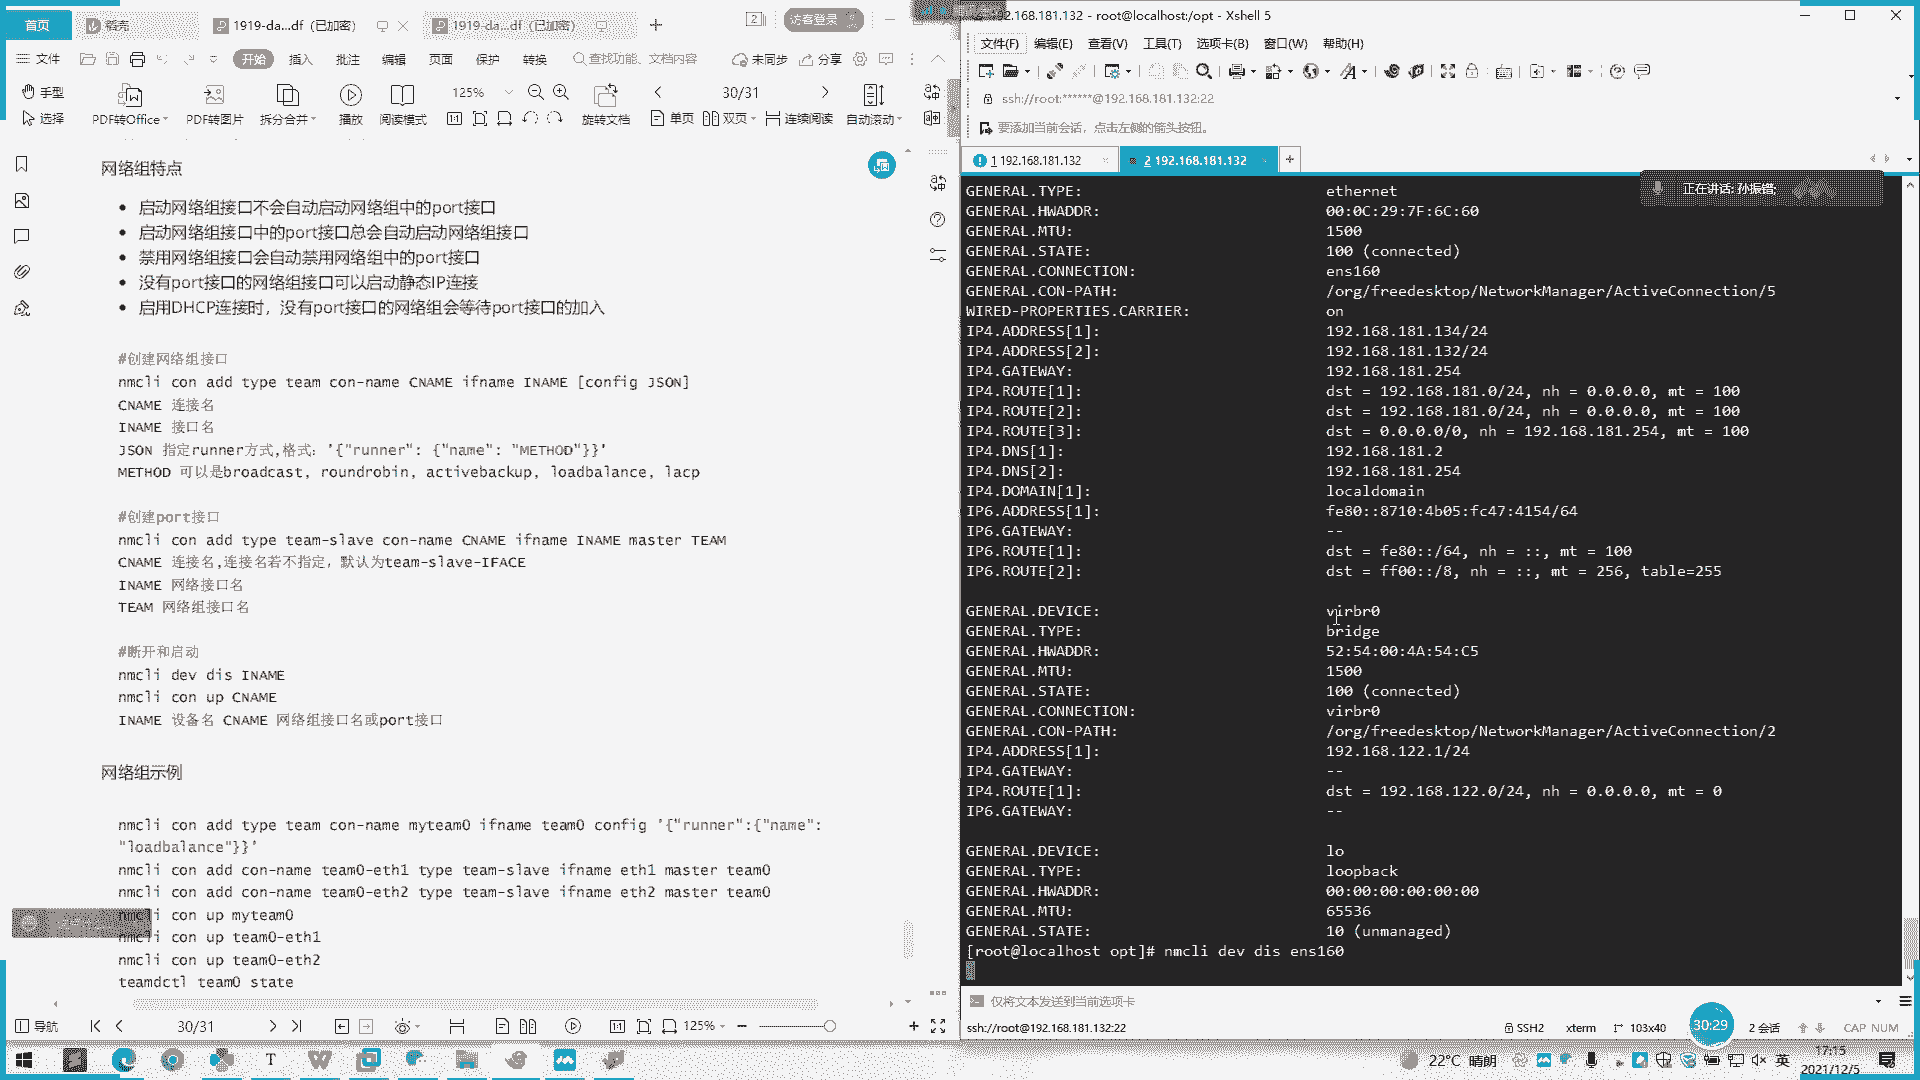 首页
稻壳
1919-da...df (已加密)
1919-da...df (已加密)
2
访客登录
文件
开始
插入
批注
编辑
页面
保护
转换
查找功能、文档内容
未同步
分享
手型
选择
PDF转Office
PDF转图片
拆分合并
播放
阅读模式
125%
旋转文档
30/31
单页
双页
连续阅读
自动滚动
网络组特点
• 启动网络组接口不会自动启动网络组中的port接口
• 启动网络组接口中的port接口总会自动启动网络组接口
• 禁用网络组接口会自动禁用网络组中的port接口
• 没有port接口的网络组接口可以启动静态IP连接
• 启用DHCP连接时，没有port接口的网络组会等待port接口的加入
#创建网络组接口
nmcli con add type team con-name CNAME ifname INAME [config JSON]
CNAME 连接名
INAME 接口名
JSON 指定runner方式,格式：'{"runner": {"name": "METHOD"}}'
METHOD 可以是broadcast, roundrobin, activebackup, loadbalance, lacp
#创建port接口
nmcli con add type team-slave con-name CNAME ifname INAME master TEAM
CNAME 连接名,连接名若不指定，默认为team-slave-IFACE
INAME 网络接口名
TEAM 网络组接口名
#断开和启动
nmcli dev dis INAME
nmcli con up CNAME
INAME 设备名 CNAME 网络组接口名或port接口
网络组示例
nmcli con add type team con-name myteam0 ifname team0 config '{"runner":{"name":
"loadbalance"}}'
nmcli con add con-name team0-eth1 type team-slave ifname eth1 master team0
nmcli con add con-name team0-eth2 type team-slave ifname eth2 master team0
nmcli con up myteam0
nmcli con up team0-eth1
nmcli con up team0-eth2
teamdctl team0 state
导航
30/31
125%
192.168.181.132 - root@localhost:/opt - Xshell 5
文件(F)
编辑(E)
查看(V)
工具(T)
选项卡(B)
窗口(W)
帮助(H)
ssh://root:******@192.168.181.132:22
要添加当前会话，点击左侧的箭头按钮。
1 192.168.181.132
2 192.168.181.132
正在讲话: 孙振锴;
GENERAL.TYPE: ethernet
GENERAL.HWADDR: 00:0C:29:7F:6C:60
GENERAL.MTU: 1500
GENERAL.STATE: 100 (connected)
GENERAL.CONNECTION: ens160
GENERAL.CON-PATH: /org/freedesktop/NetworkManager/ActiveConnection/5
WIRED-PROPERTIES.CARRIER: on
IP4.ADDRESS[1]: 192.168.181.134/24
IP4.ADDRESS[2]: 192.168.181.132/24
IP4.GATEWAY: 192.168.181.254
IP4.ROUTE[1]: dst = 192.168.181.0/24, nh = 0.0.0.0, mt = 100
IP4.ROUTE[2]: dst = 192.168.181.0/24, nh = 0.0.0.0, mt = 100
IP4.ROUTE[3]: dst = 0.0.0.0/0, nh = 192.168.181.254, mt = 100
IP4.DNS[1]: 192.168.181.2
IP4.DNS[2]: 192.168.181.254
IP4.DOMAIN[1]: localdomain
IP6.ADDRESS[1]: fe80::8710:4b05:fc47:4154/64
IP6.GATEWAY: --
IP6.ROUTE[1]: dst = fe80::/64, nh = ::, mt = 100
IP6.ROUTE[2]: dst = ff00::/8, nh = ::, mt = 256, table=255
GENERAL.DEVICE: virbr0
GENERAL.TYPE: bridge
GENERAL.HWADDR: 52:54:00:4A:54:C5
GENERAL.MTU: 1500
GENERAL.STATE: 100 (connected)
GENERAL.CONNECTION: virbr0
GENERAL.CON-PATH: /org/freedesktop/NetworkManager/ActiveConnection/2
IP4.ADDRESS[1]: 192.168.122.1/24
IP4.GATEWAY: --
IP4.ROUTE[1]: dst = 192.168.122.0/24, nh = 0.0.0.0, mt = 0
IP6.GATEWAY: --
GENERAL.DEVICE: lo
GENERAL.TYPE: loopback
GENERAL.HWADDR: 00:00:00:00:00:00
GENERAL.MTU: 65536
GENERAL.STATE: 10 (unmanaged)
[root@localhost opt]# nmcli dev dis ens160
仅将文本发送到当前选项卡
ssh://root@192.168.181.132:22
SSH2
xterm
103x40
30:29
2 会话
CAP NUM
22°C 晴朗
英
17:15
2021/12/5